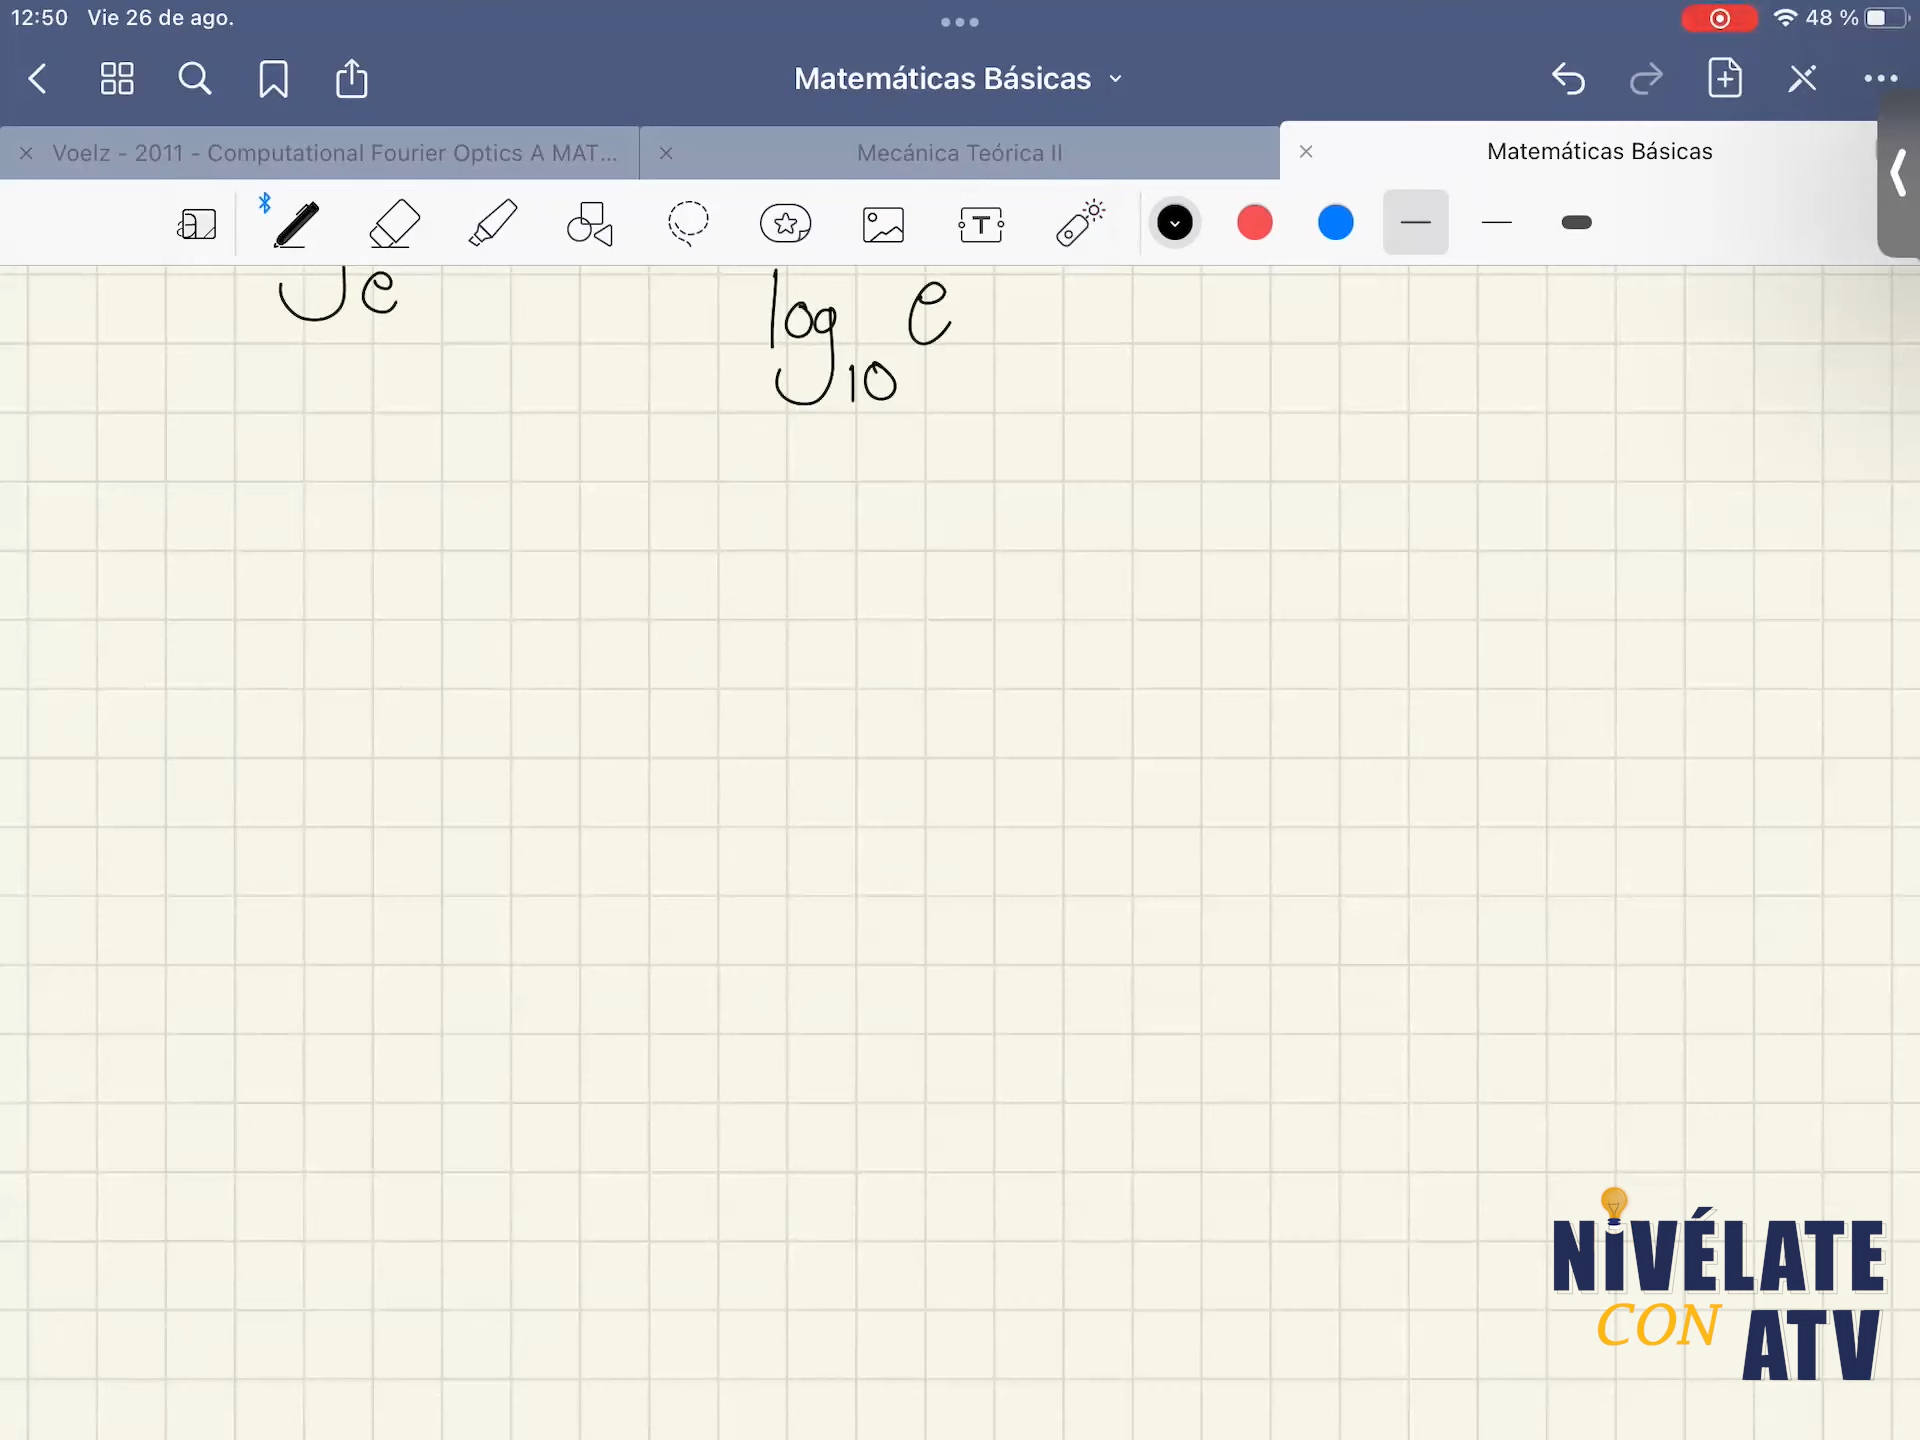 12:50 Vie 26 de ago. 48 %
Matemáticas Básicas
Voelz - 2011 - Computational Fourier Optics A MAT... Mecánica Teórica II Matemáticas Básicas
T
e log e
10
NIVÉLATE
CON
ATV